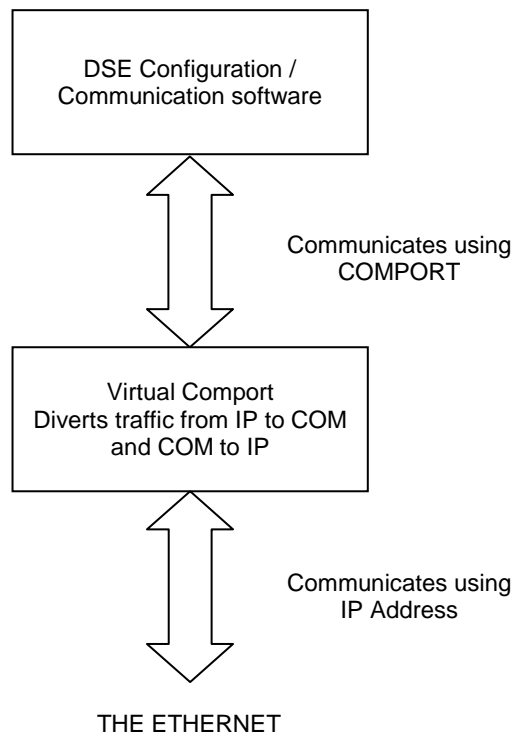 DSE Configuration /
Communication software
Communicates using
COMPORT
Virtual Comport
Diverts traffic from IP to COM
and COM to IP
Communicates using
IP Address
THE ETHERNET